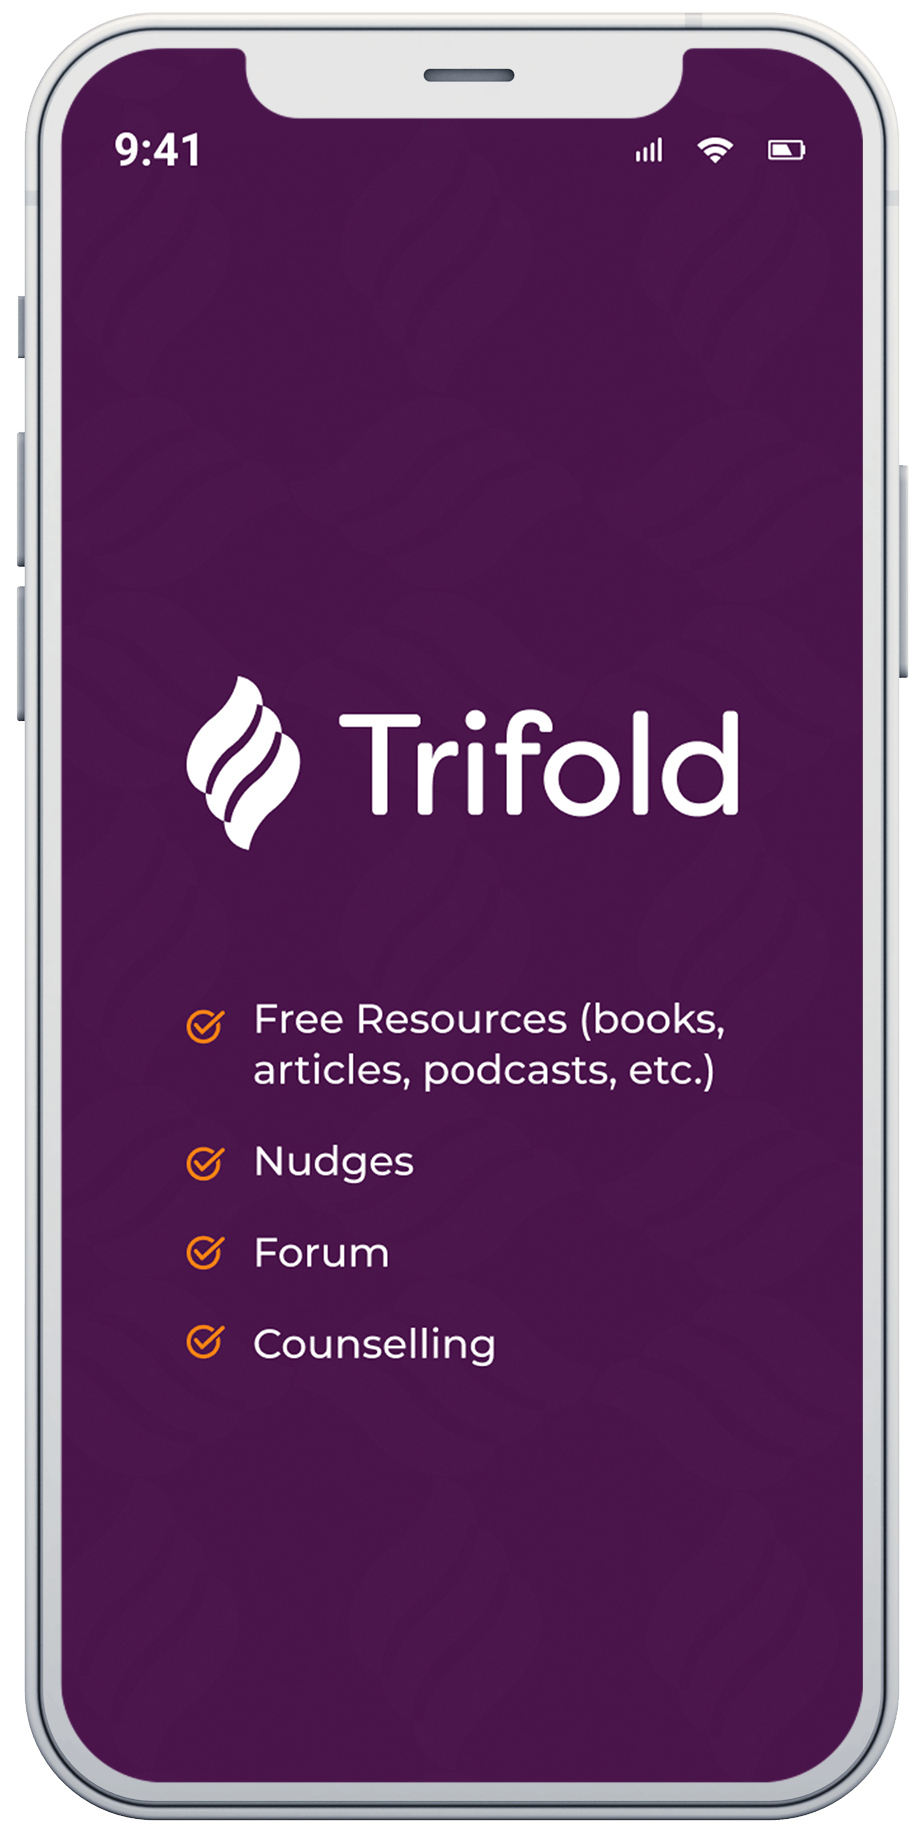 9:41
Trifold
Free Resources (books,
articles, podcasts, etc.)
Nudges
Forum
Counselling